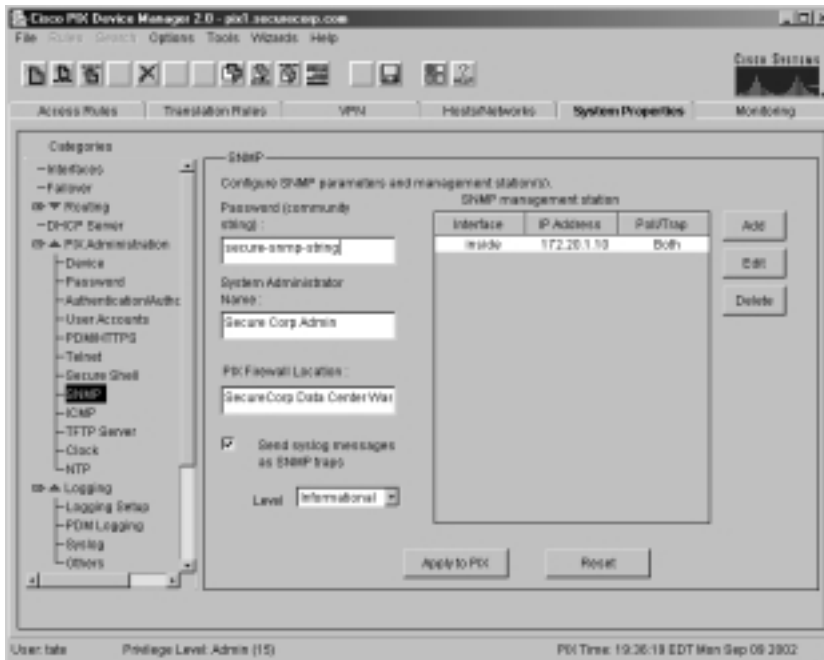 Cisco PIX Device Manager 2.0 - pix1.securecorp.com
File Rules Search Options Tools Wizards Help
CISCO SYSTEMS
Access Rules Translation Rules VPN Hosts/Networks System Properties Monitoring
Categories
Interfaces
Failover
Routing
DHCP Server
PIX Administration
Device
Password
Authentication/Autho
User Accounts
PDM/HTTPS
Telnet
Secure Shell
SNMP
ICMP
TFTP Server
Clock
NTP
Logging
Logging Setup
PDM Logging
Syslog
Others
SNMP
Configure SNMP parameters and management station(s).
Password (community
string) :
secure-snmp-string
System Administrator
Name :
Secure Corp Admin
PIX Firewall Location :
SecureCorp Data Center
Send syslog messages
as SNMP traps
Level Informational
SNMP management station
Interface IP Address Poll/Trap
inside 172.20.1.10 Both
Add
Edit
Delete
Apply to PIX Reset
User: tate Privilege Level: Admin (15) PIX Time: 19:36:19 EDT Mon Sep 09 2002